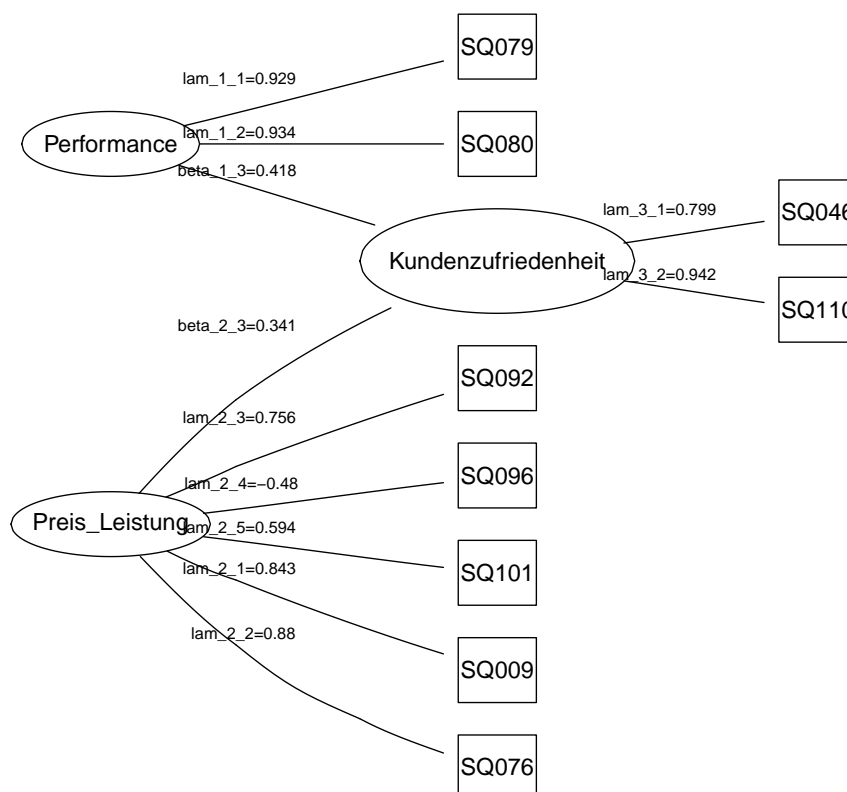 SQ079
lam_1_1=0.929
Performance
lam_1_2=0.934
SQ080
beta_1_3=0.418
lam_3_1=0.799
SQ046
Kundenzufriedenheit
lam_3_2=0.942
SQ110
beta_2_3=0.341
SQ092
lam_2_3=0.756
SQ096
lam_2_4=−0.48
Preis_Leistung
lam_2_5=0.594
SQ101
lam_2_1=0.843
lam_2_2=0.88
SQ009
SQ076